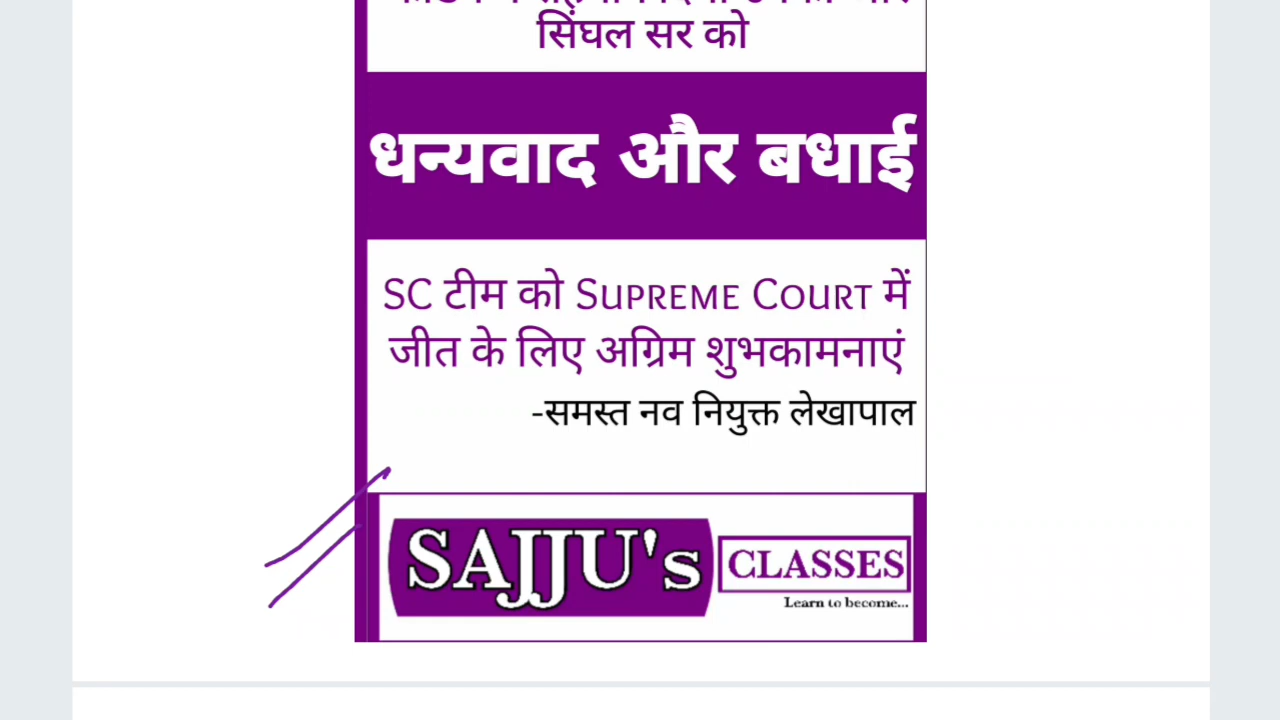 सिंघल सर को
धन्यवाद और बधाई
SC टीम को SUPREME COURT में
जीत के लिए अग्रिम शुभकामनाएं
-समस्त नव नियुक्त लेखापाल
SAJJU's CLASSES
Learn to become...